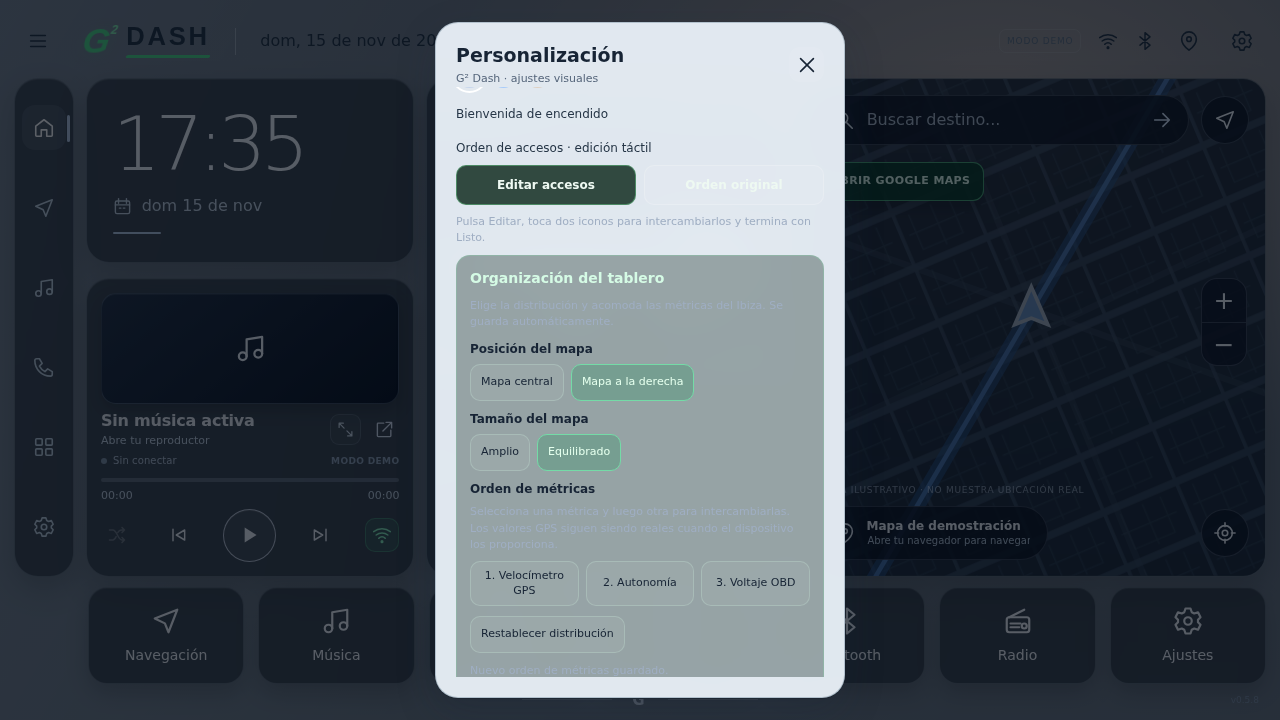 G² DASH
dom, 15 de nov de 20
MODO DEMO
Personalización
G² Dash · ajustes visuales
Bienvenida de encendido
Orden de accesos · edición táctil
Editar accesos
Orden original
Pulsa Editar, toca dos iconos para intercambiarlos y termina con
Listo.
Organización del tablero
Elige la distribución y acomoda las métricas del Ibiza. Se
guarda automáticamente.
Posición del mapa
Mapa central
Mapa a la derecha
Tamaño del mapa
Amplio
Equilibrado
Orden de métricas
Selecciona una métrica y luego otra para intercambiarlas.
Los valores GPS siguen siendo reales cuando el dispositivo
los proporciona.
1. Velocímetro
GPS
2. Autonomía
3. Voltaje OBD
Restablecer distribución
Nuevo orden de métricas guardado.
17:35
dom 15 de nov
Sin música activa
Abre tu reproductor
Sin conectar
MODO DEMO
00:00
00:00
Buscar destino...
BRIR GOOGLE MAPS
ILUSTRATIVO · NO MUESTRA UBICACIÓN REAL
Mapa de demostración
Abre tu navegador para navegar
Navegación
Música
tooth
Radio
Ajustes